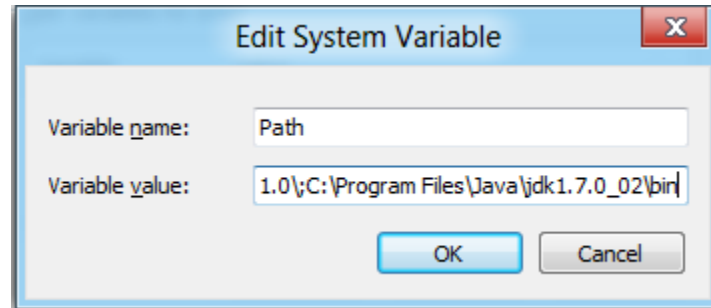 Edit System Variable
Variable name: Path
Variable value: 1.0\;C:\Program Files\Java\jdk1.7.0_02\bin
OK Cancel